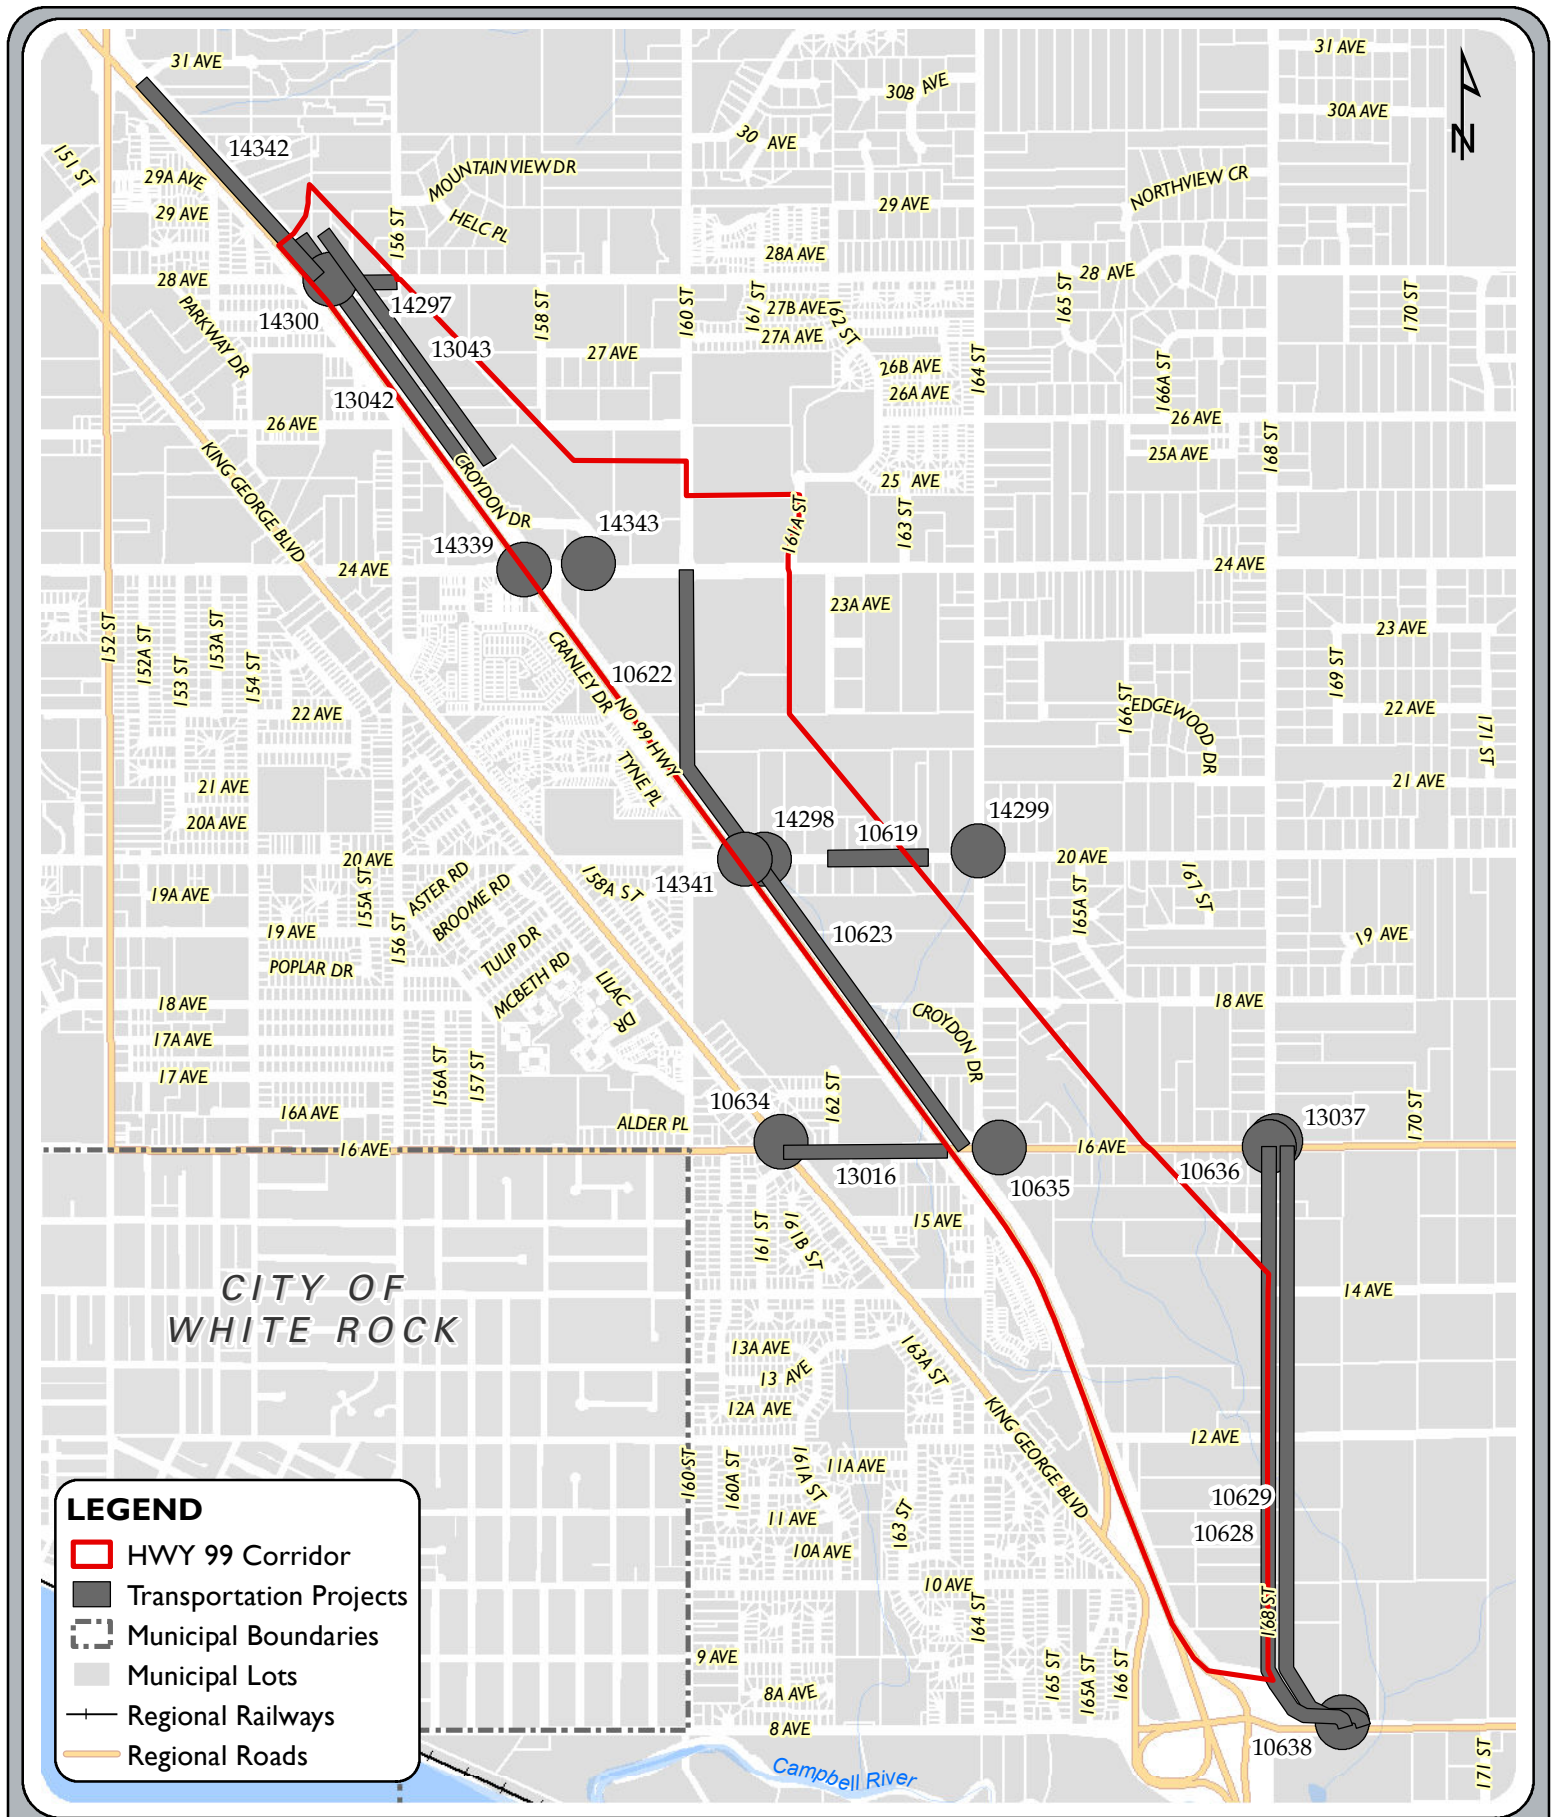 31 AVE
31 AVE
30B AVE
30A AVE
N
30 AVE
14342
151 ST
29A AVE
MOUNTAIN VIEW DR
NORTHVIEW CR
29 AVE
156 ST
HELC PL
29 AVE
28A AVE
28 AVE
28 AVE
165 ST
170 ST
14297
14300
PARKWAY DR
158 ST
160 ST
161 ST
27B AVE
162 ST
27A AVE
13043
27 AVE
164 ST
26B AVE
166A ST
26A AVE
13042
26 AVE
26 AVE
168 ST
25A AVE
KING GEORGE BLVD
CROYDON DR
25 AVE
161A ST
163 ST
14343
14339
24 AVE
24 AVE
23A AVE
152 ST
152A ST
153 ST
153A ST
154 ST
23 AVE
169 ST
CRANLEY DR
10622
NO 99 HWY
166 ST
EDGEWOOD DR
22 AVE
22 AVE
171 ST
TYNE PL
21 AVE
21 AVE
20A AVE
14298
10619
14299
20 AVE
20 AVE
155A ST
ASTER RD
BROOME RD
158A ST
14341
19A AVE
165A ST
167 ST
19 AVE
156 ST
10623
19 AVE
POPLAR DR
TULIP DR
MCBETH RD
LILAC DR
18 AVE
18 AVE
CROYDON DR
17A AVE
156A ST
157 ST
17 AVE
16A AVE
10634
162 ST
ALDER PL
170 ST
13037
16 AVE
16 AVE
13016
10635
10636
161 ST
161B ST
15 AVE
CITY OF
WHITE ROCK
14 AVE
13A AVE
13 AVE
163A ST
12A AVE
KING GEORGE BLVD
12 AVE
160 ST
160A ST
161A ST
11A AVE
10629
11 AVE
163 ST
10628
10A AVE
10 AVE
164 ST
168 ST
9 AVE
165 ST
165A ST
166 ST
8A AVE
8 AVE
10638
171 ST
Campbell River
LEGEND
HWY 99 Corridor
Transportation Projects
Municipal Boundaries
Municipal Lots
Regional Railways
Regional Roads